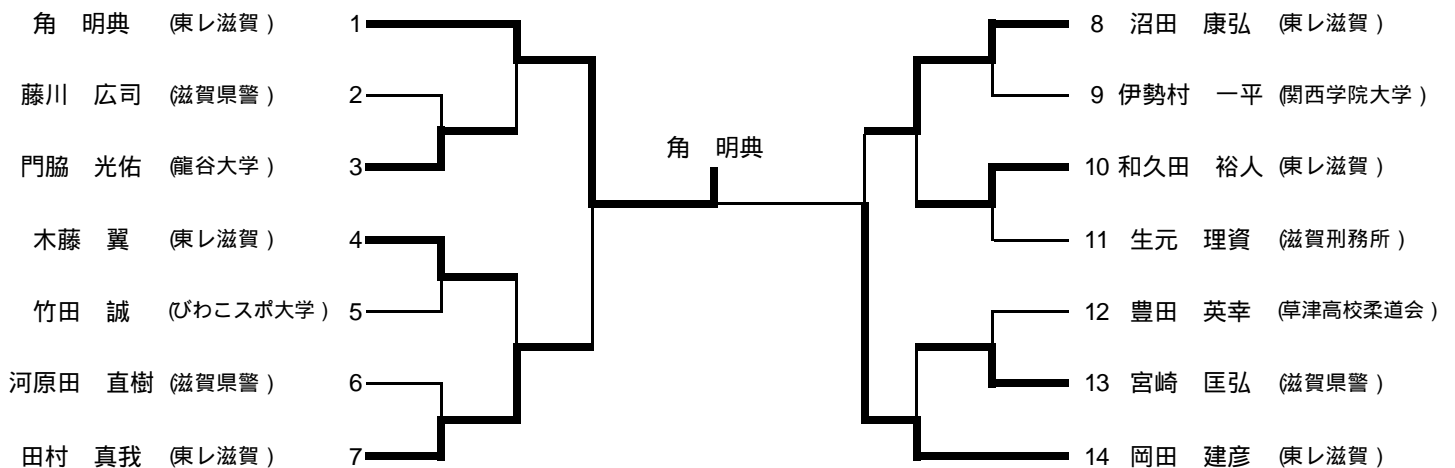 角 明典 (東レ滋賀) 1
藤川 広司 (滋賀県警) 2
門脇 光佑 (龍谷大学) 3
木藤 翼 (東レ滋賀) 4
竹田 誠 (びわこスポ大学) 5
河原田 直樹 (滋賀県警) 6
田村 真我 (東レ滋賀) 7
角 明典
8 沼田 康弘 (東レ滋賀)
9 伊勢村 一平 (関西学院大学)
10 和久田 裕人 (東レ滋賀)
11 生元 理資 (滋賀刑務所)
12 豊田 英幸 (草津高校柔道会)
13 宮崎 匡弘 (滋賀県警)
14 岡田 建彦 (東レ滋賀)